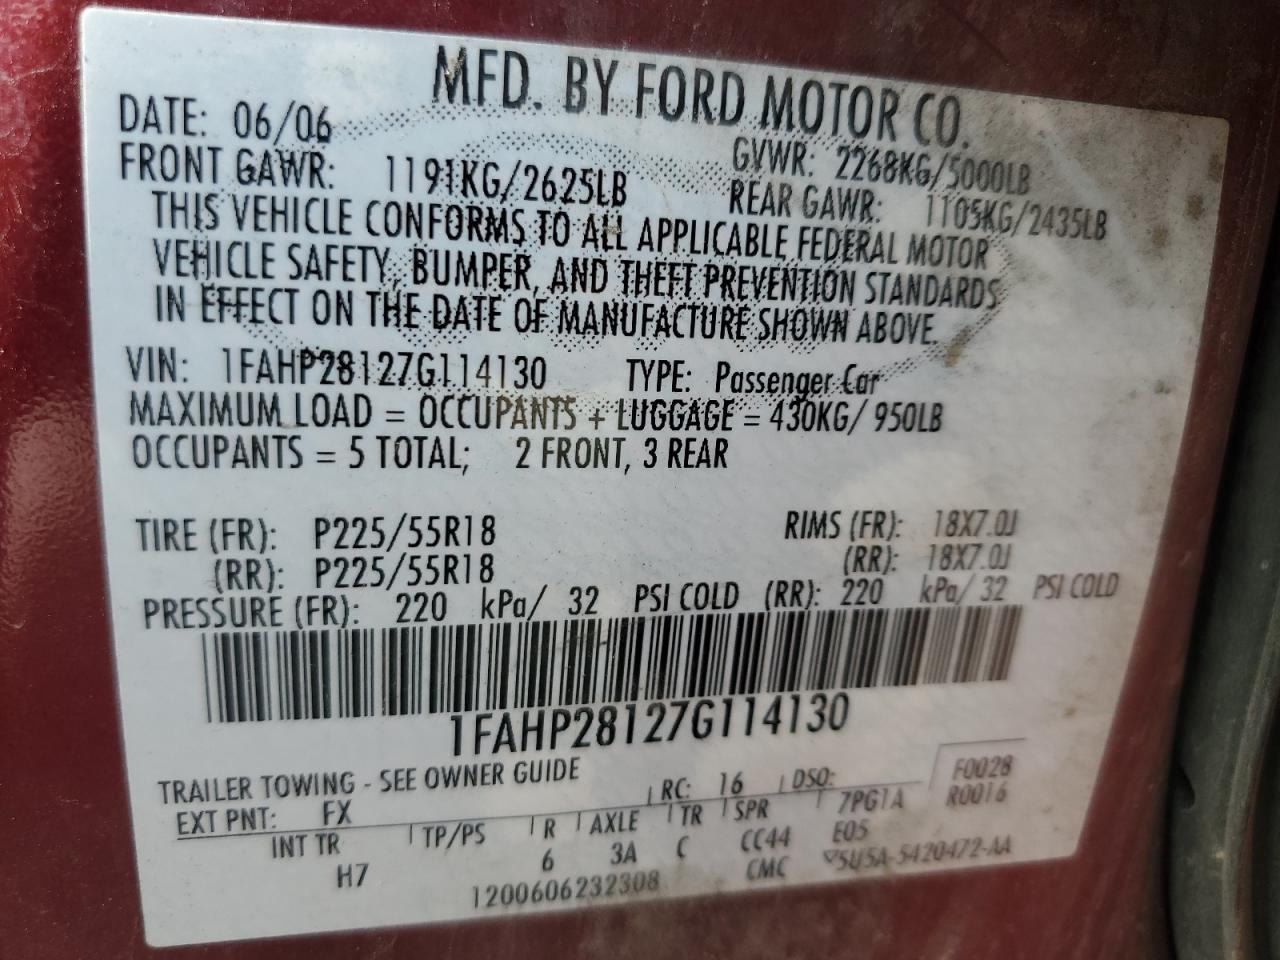 MFD. BY FORD MOTOR CO.
DATE: 06/06 GVWR: 2268KG/5000LB
FRONT GAWR: 1191KG/2625LB REAR GAWR: 1105KG/2435LB
THIS VEHICLE CONFORMS TO ALL APPLICABLE FEDERAL MOTOR
VEHICLE SAFETY, BUMPER, AND THEFT PREVENTION STANDARDS
IN EFFECT ON THE DATE OF MANUFACTURE SHOWN ABOVE.
VIN: 1FAHP28127G114130 TYPE: Passenger Car
MAXIMUM LOAD = OCCUPANTS + LUGGAGE = 430KG/ 950LB
OCCUPANTS = 5 TOTAL; 2 FRONT, 3 REAR
TIRE (FR): P225/55R18 RIMS (FR): 18X7.0J
(RR): P225/55R18 (RR): 18X7.0J
PRESSURE (FR): 220 kPa/ 32 PSI COLD (RR): 220 kPa/ 32 PSI COLD
1FAHP28127G114130
TRAILER TOWING - SEE OWNER GUIDE
F0028
EXT PNT: FX RC: 16 DSO: R0016
INT TR TP/PS R AXLE TR SPR 7PG1A
H7 6 3A C CC44 E05
1200606232308 CMC 5U5A-5420472-AA